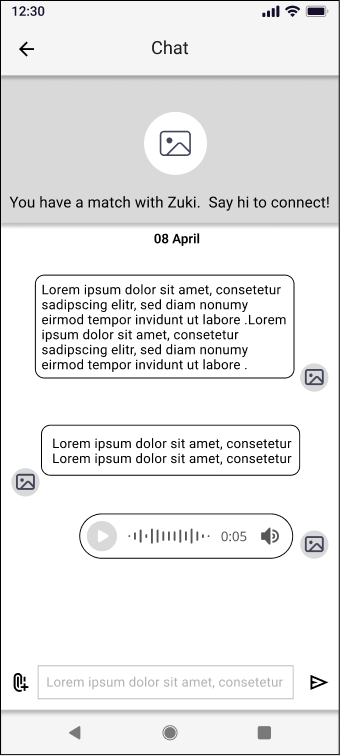 12:30
Chat
You have a match with Zuki. Say hi to connect!
08 April
Lorem ipsum dolor sit amet, consetetur
sadipscing elitr, sed diam nonumy
eirmod tempor invidunt ut labore .Lorem
ipsum dolor sit amet, consetetur
sadipscing elitr, sed diam nonumy
eirmod tempor invidunt ut labore .
Lorem ipsum dolor sit amet, consetetur
Lorem ipsum dolor sit amet, consetetur
0:05
Lorem ipsum dolor sit amet, consetetur